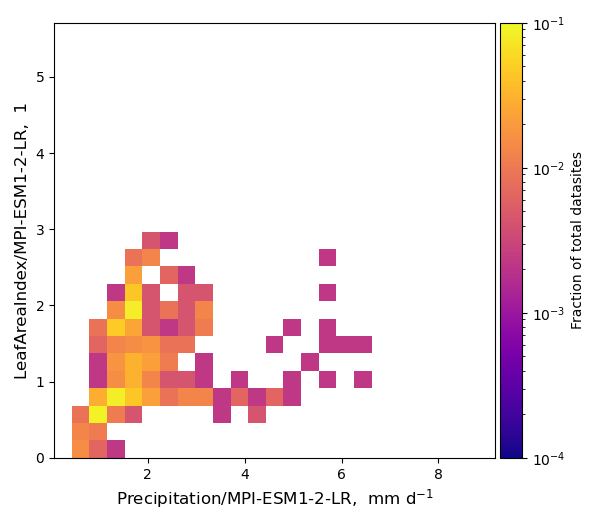 10⁻¹
5
4
10⁻²
3
2
10⁻³
1
0
10⁻⁴
2 4 6 8
LeafAreaIndex/MPI-ESM1-2-LR, 1
Fraction of total datasites
Precipitation/MPI-ESM1-2-LR, mm d⁻¹